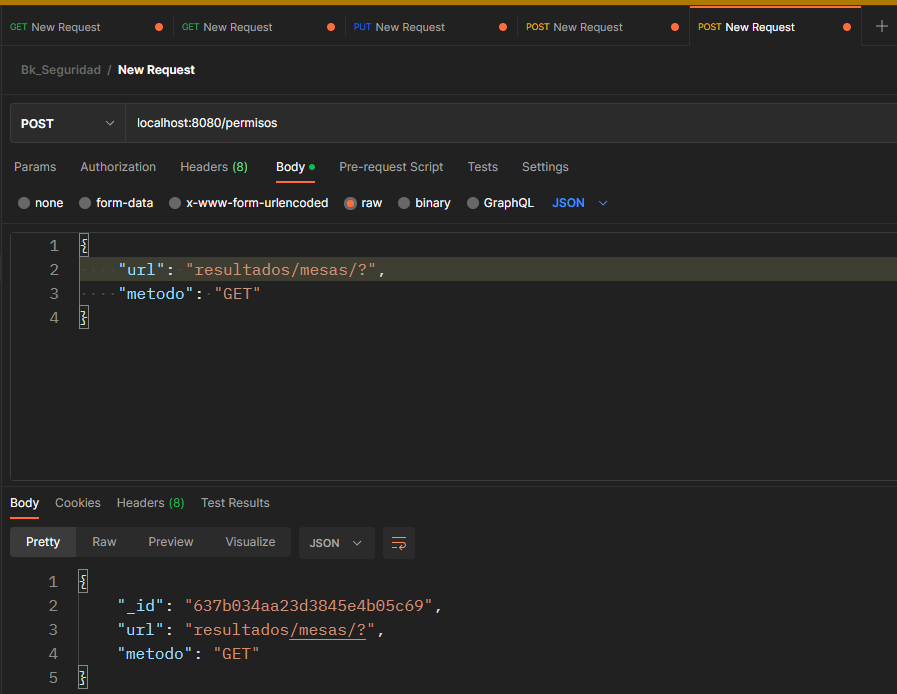 GET New Request GET New Request PUT New Request POST New Request POST New Request
Bk_Seguridad / New Request
POST localhost:8080/permisos
Params Authorization Headers (8) Body Pre-request Script Tests Settings
none form-data x-www-form-urlencoded raw binary GraphQL JSON
1 {
2 "url": "resultados/mesas/?",
3 "metodo": "GET"
4 }
Body Cookies Headers (8) Test Results
Pretty Raw Preview Visualize JSON
1 {
2 "_id": "637b034aa23d3845e4b05c69",
3 "url": "resultados/mesas/?",
4 "metodo": "GET"
5 }